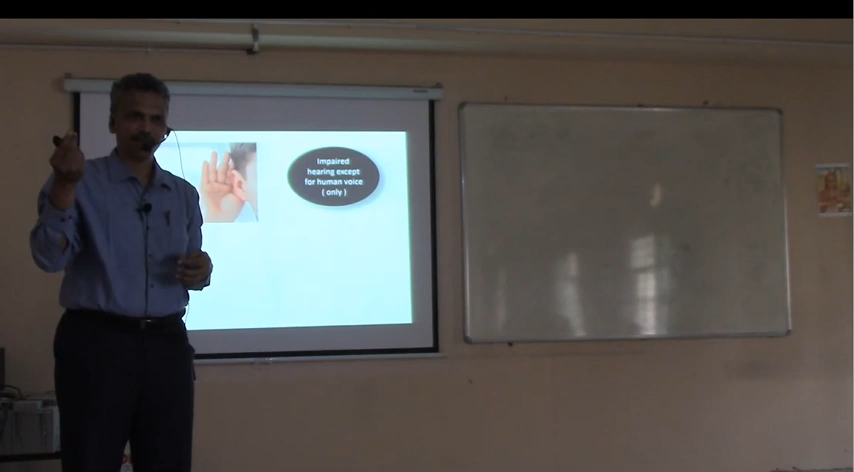 Impaired
hearing except
for human voice
( only )